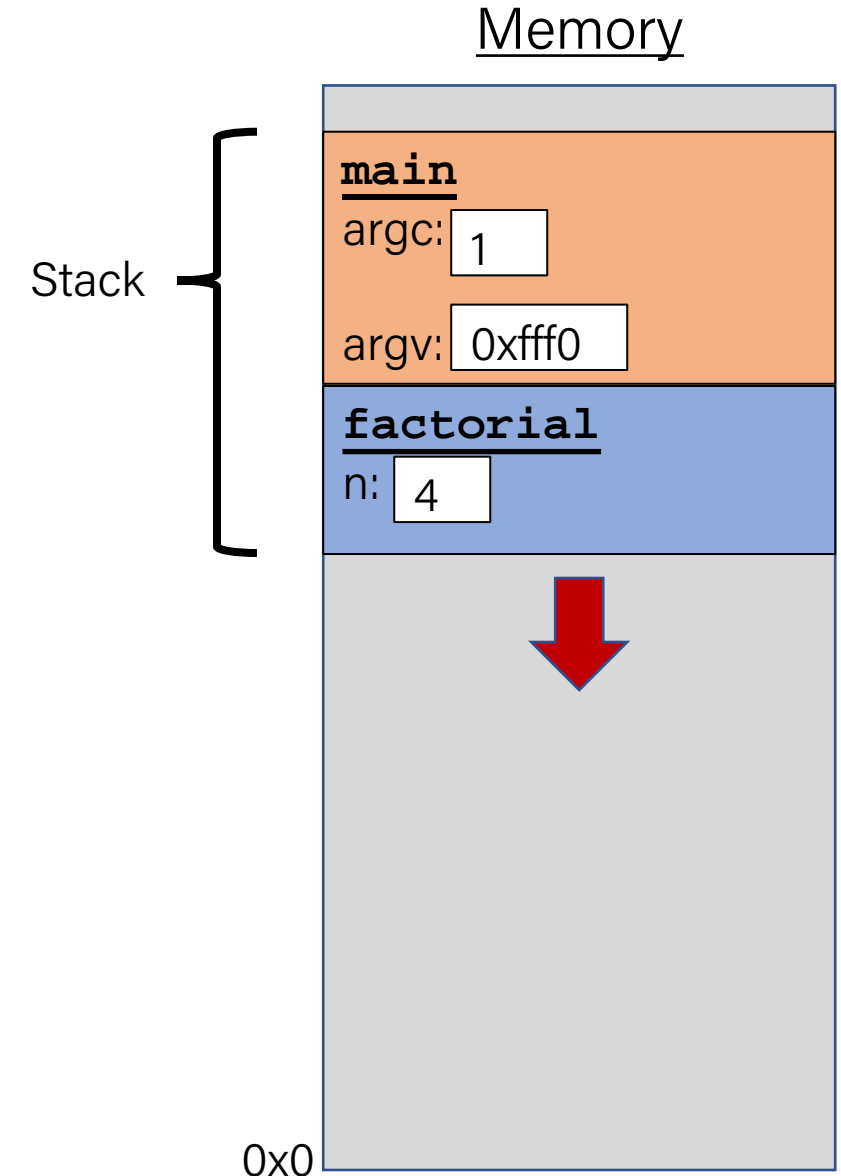 Memory
main
argc: 1
Stack
argv: 0xfff0
factorial
n: 4
0x0